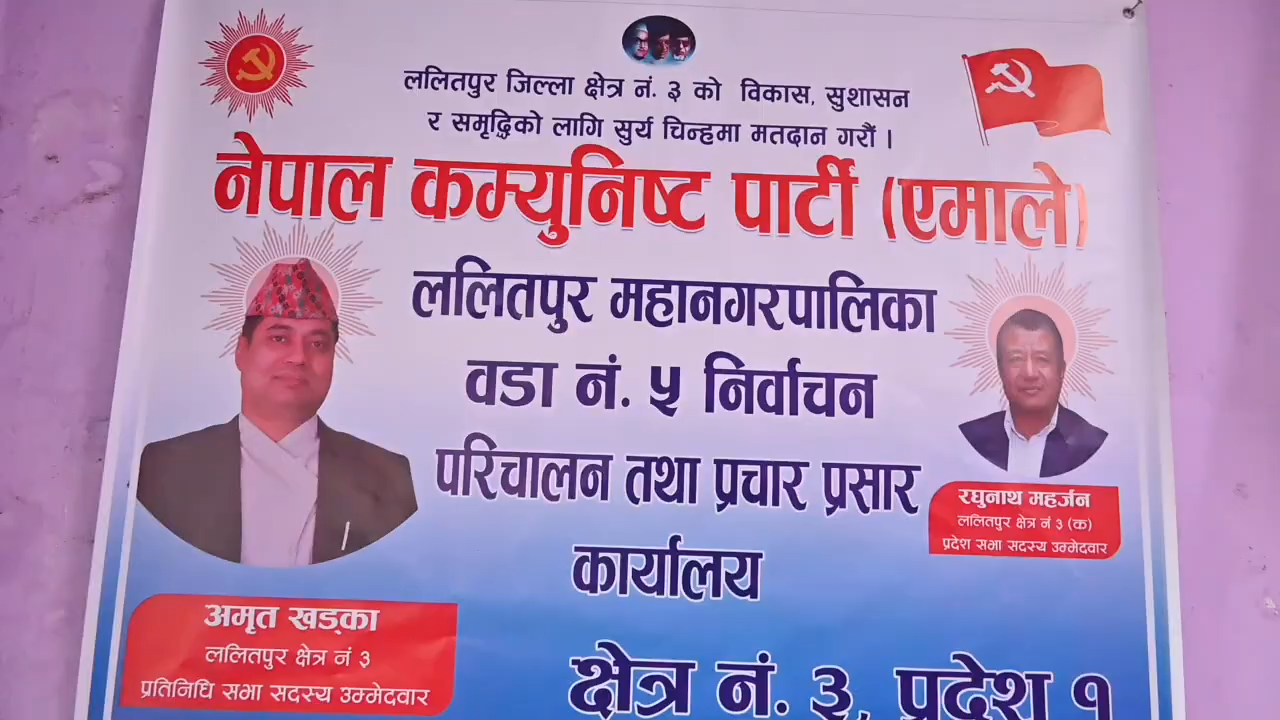 ललितपुर जिल्ला क्षेत्र नं. ३ को विकास, सुशासन
र समृद्धिको लागि सुर्य चिन्हमा मतदान गरौं ।
नेपाल कम्युनिष्ट पार्टी (एमाले)
ललितपुर महानगरपालिका
वडा नं. ५ निर्वाचन
परिचालन तथा प्रचार प्रसार
कार्यालय
क्षेत्र नं. ३, प्रदेश १
रघुनाथ महर्जन
ललितपुर क्षेत्र नं ३ (क)
प्रदेश सभा सदस्य उम्मेदवार
अमृत खड्का
ललितपुर क्षेत्र नं ३
प्रतिनिधि सभा सदस्य उम्मेदवार